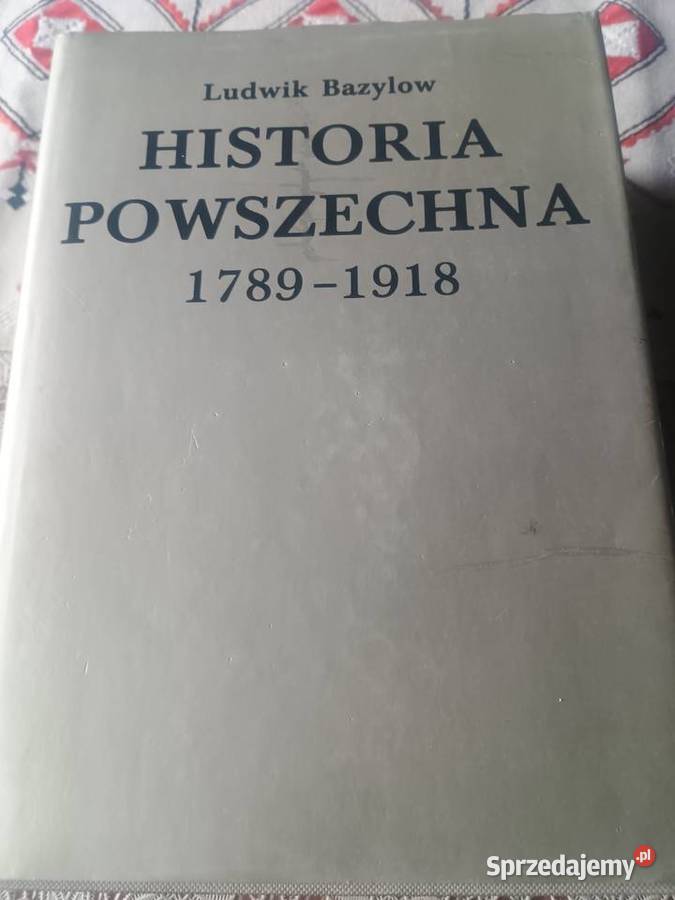 Ludwik Bazylow
HISTORIA
POWSZECHNA
1789-1918
Sprzedajemy.pl